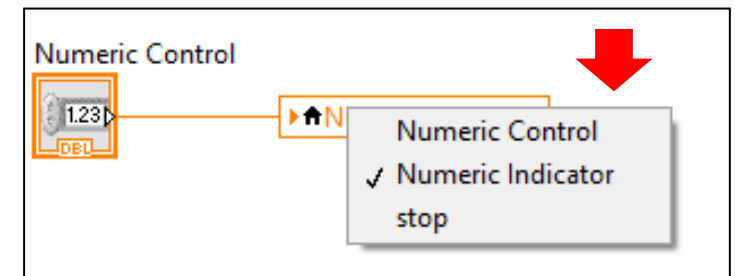 Numeric Control
1.23
DBL
N
Numeric Control
Numeric Indicator
stop